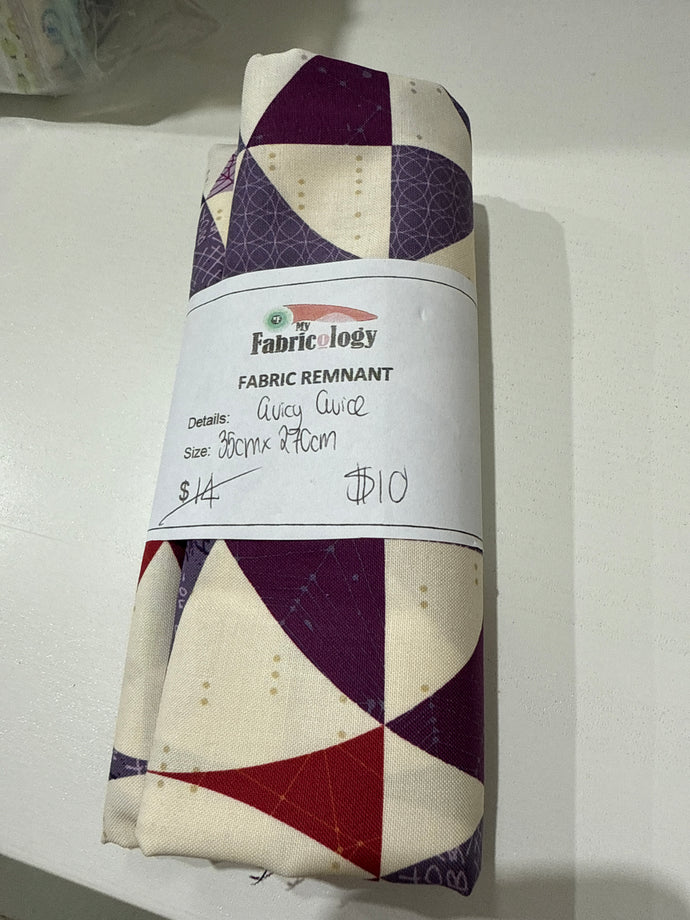 My
Fabricology
FABRIC REMNANT
Details: Quicy Quice
Size: 35cm x 270cm
$14 $10